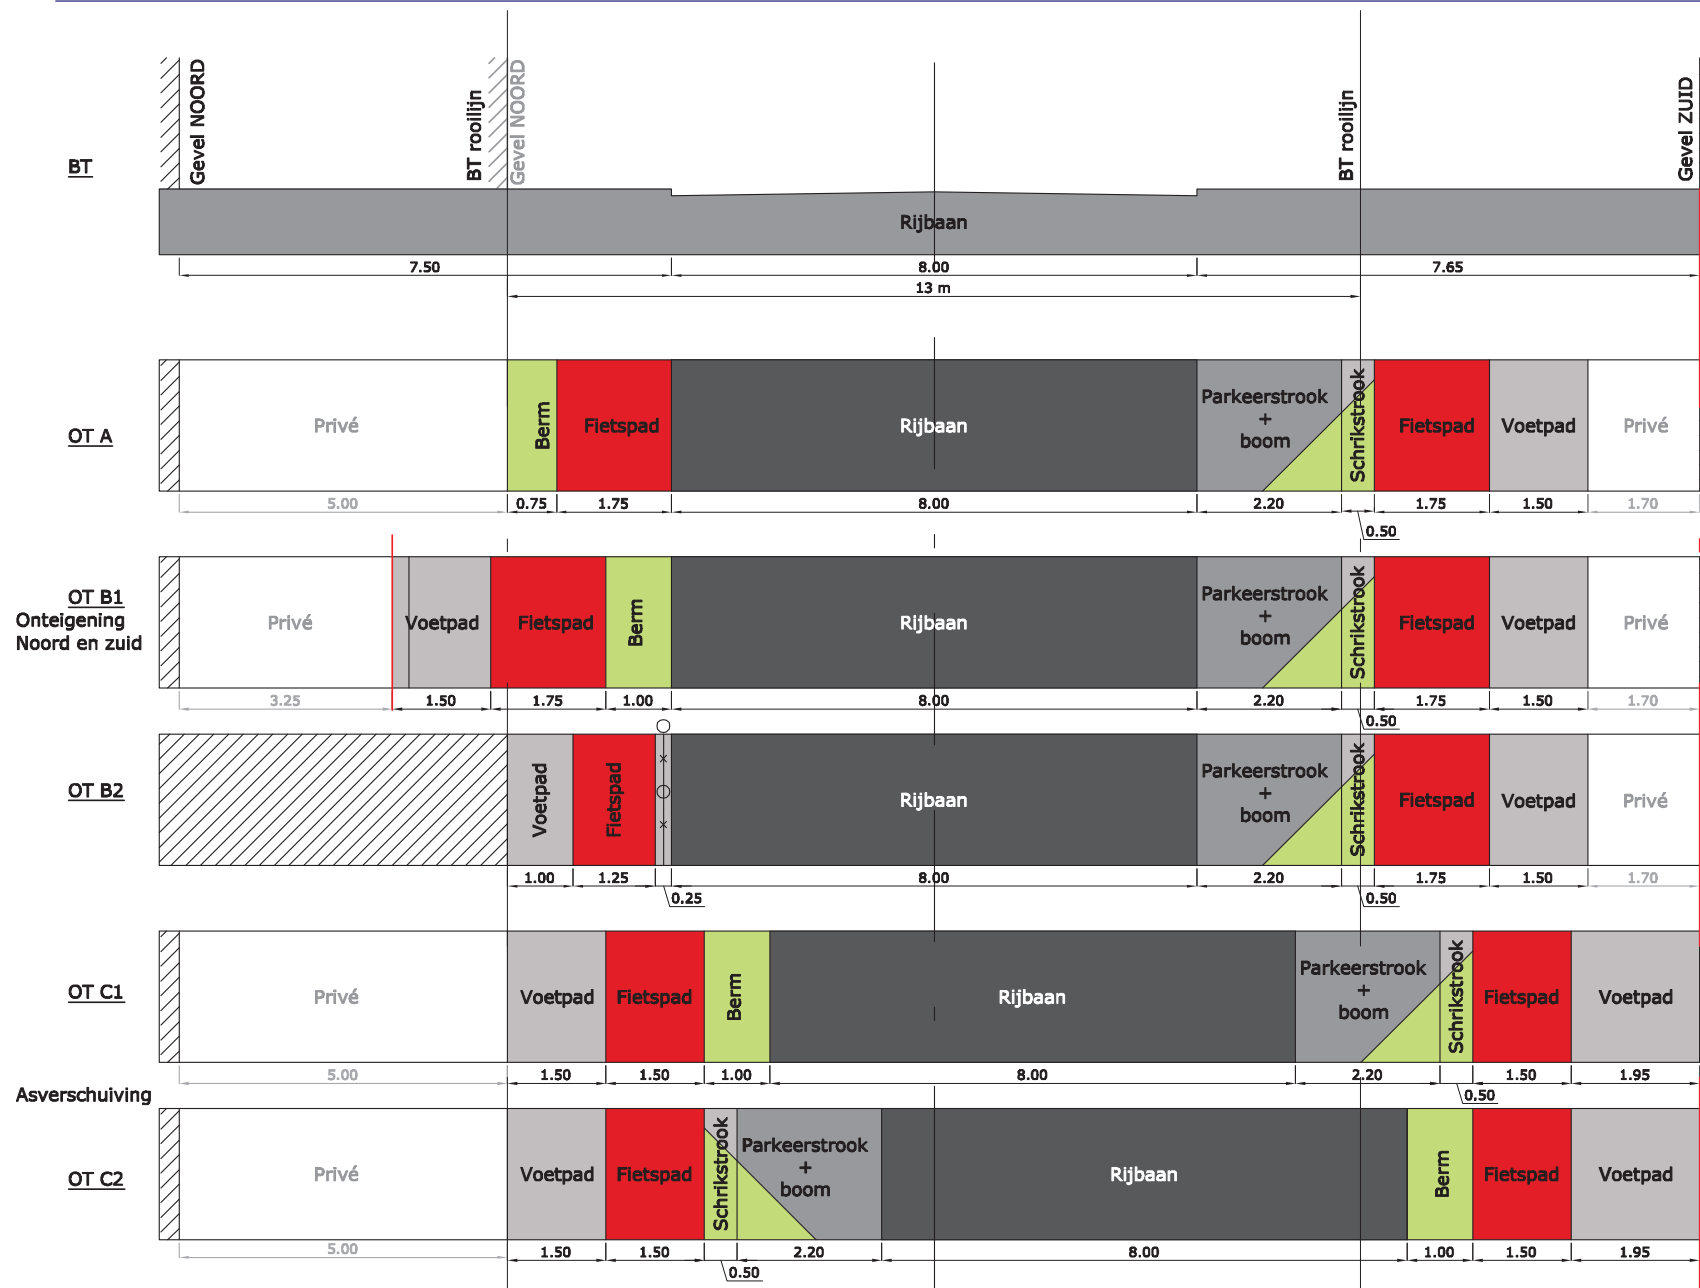 Gevel NOORD
BT rooilijn
Gevel NOORD
BT rooilijn
Gevel ZUID
BT
Rijbaan
7.50 8.00 7.65
13 m
OT A
Privé Berm Fietspad Rijbaan Parkeerstrook + boom Schrikstrook Fietspad Voetpad Privé
5.00 0.75 1.75 8.00 2.20 1.75 1.50 1.70
0.50
OT B1
Onteigening
Noord en zuid
Privé Voetpad Fietspad Berm Rijbaan Parkeerstrook + boom Schrikstrook Fietspad Voetpad Privé
3.25 1.50 1.75 1.00 8.00 2.20 1.75 1.50 1.70
0.50
OT B2
Voetpad Fietspad Rijbaan Parkeerstrook + boom Schrikstrook Fietspad Voetpad Privé
1.00 1.25 8.00 2.20 1.75 1.50 1.70
0.25 0.50
OT C1
Privé Voetpad Fietspad Berm Rijbaan Parkeerstrook + boom Schrikstrook Fietspad Voetpad
5.00 1.50 1.50 1.00 8.00 2.20 1.50 1.95
0.50
Asverschuiving
OT C2
Privé Voetpad Fietspad Schrikstrook Parkeerstrook + boom Rijbaan Berm Fietspad Voetpad
5.00 1.50 1.50 2.20 8.00 1.00 1.50 1.95
0.50